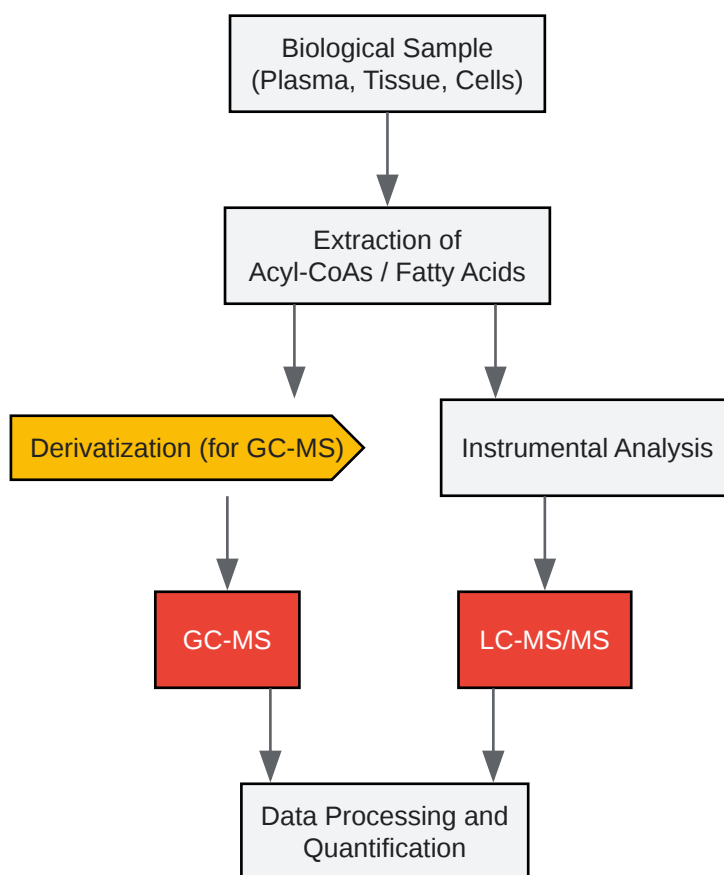 Biological Sample
(Plasma, Tissue, Cells)
Extraction of
Acyl-CoAs / Fatty Acids
Derivatization (for GC-MS)
Instrumental Analysis
GC-MS
LC-MS/MS
Data Processing and
Quantification